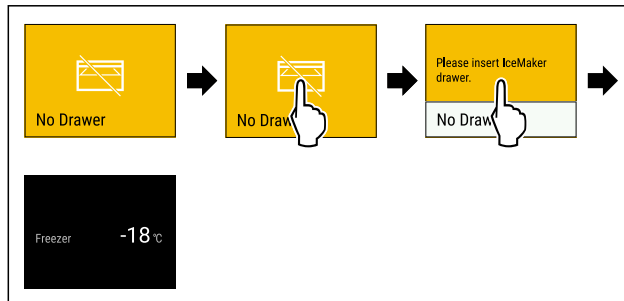 No Drawer
No Draw
Please insert IceMaker
drawer.
No Draw
Freezer -18 °C